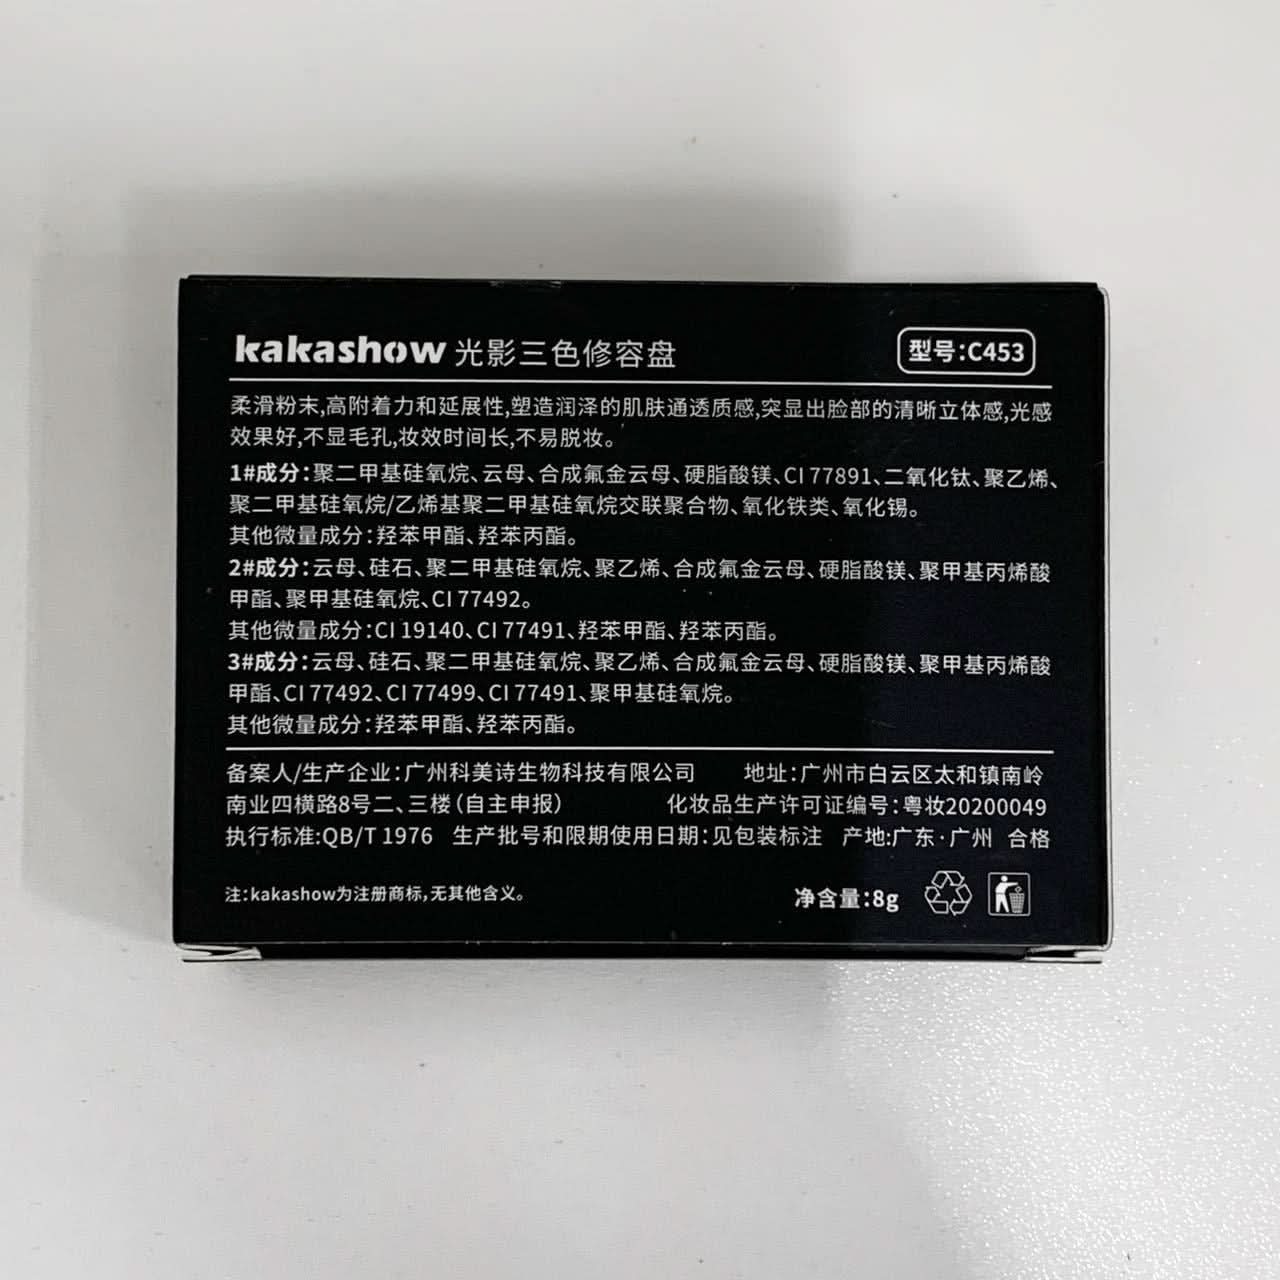 kakashow 光影三色修容盘 型号:C453
柔滑粉末,高附着力和延展性,塑造润泽的肌肤通透质感,突显出脸部的清晰立体感,光感
效果好,不显毛孔,妆效时间长,不易脱妆。
1#成分:聚二甲基硅氧烷、云母、合成氟金云母、硬脂酸镁、CI 77891、二氧化钛、聚乙烯、
聚二甲基硅氧烷/乙烯基聚二甲基硅氧烷交联聚合物、氧化铁类、氧化锡。
其他微量成分:羟苯甲酯、羟苯丙酯。
2#成分:云母、硅石、聚二甲基硅氧烷、聚乙烯、合成氟金云母、硬脂酸镁、聚甲基丙烯酸
甲酯、聚甲基硅氧烷、CI 77492。
其他微量成分:CI 19140、CI 77491、羟苯甲酯、羟苯丙酯。
3#成分:云母、硅石、聚二甲基硅氧烷、聚乙烯、合成氟金云母、硬脂酸镁、聚甲基丙烯酸
甲酯、CI 77492、CI 77499、CI 77491、聚甲基硅氧烷。
其他微量成分:羟苯甲酯、羟苯丙酯。
备案人/生产企业:广州科美诗生物科技有限公司 地址:广州市白云区太和镇南岭
南业四横路8号二、三楼(自主申报) 化妆品生产许可证编号:粤妆20200049
执行标准:QB/T 1976 生产批号和限期使用日期:见包装标注 产地:广东·广州 合格
注:kakashow为注册商标,无其他含义。 净含量:8g